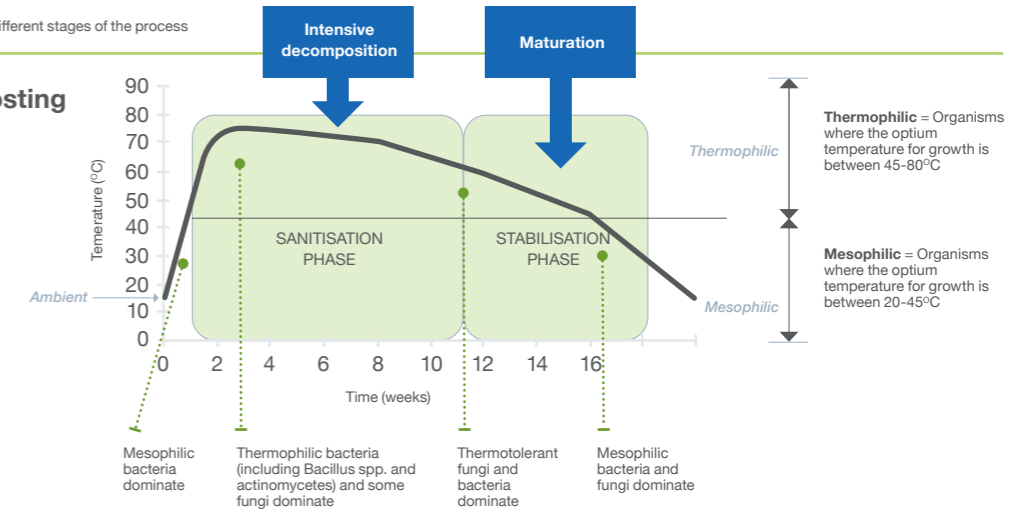 ifferent stages of the process
osting
Intensive
decomposition
Maturation
90
80
70
60
50
40
30
20
10
0
Temerature (ºC)
Ambient
Thermophilic
Mesophilic
SANITISATION
PHASE
STABILISATION
PHASE
0 2 4 6 8 10 12 14 16
Time (weeks)
Thermophilic = Organisms
where the optium
temperature for growth is
between 45-80ºC
Mesophilic = Organisms
where the optium
temperature for growth is
between 20-45ºC
Mesophilic
bacteria
dominate
Thermophilic bacteria
(including Bacillus spp. and
actinomycetes) and some
fungi dominate
Thermotolerant
fungi and
bacteria
dominate
Mesophilic
bacteria and
fungi dominate